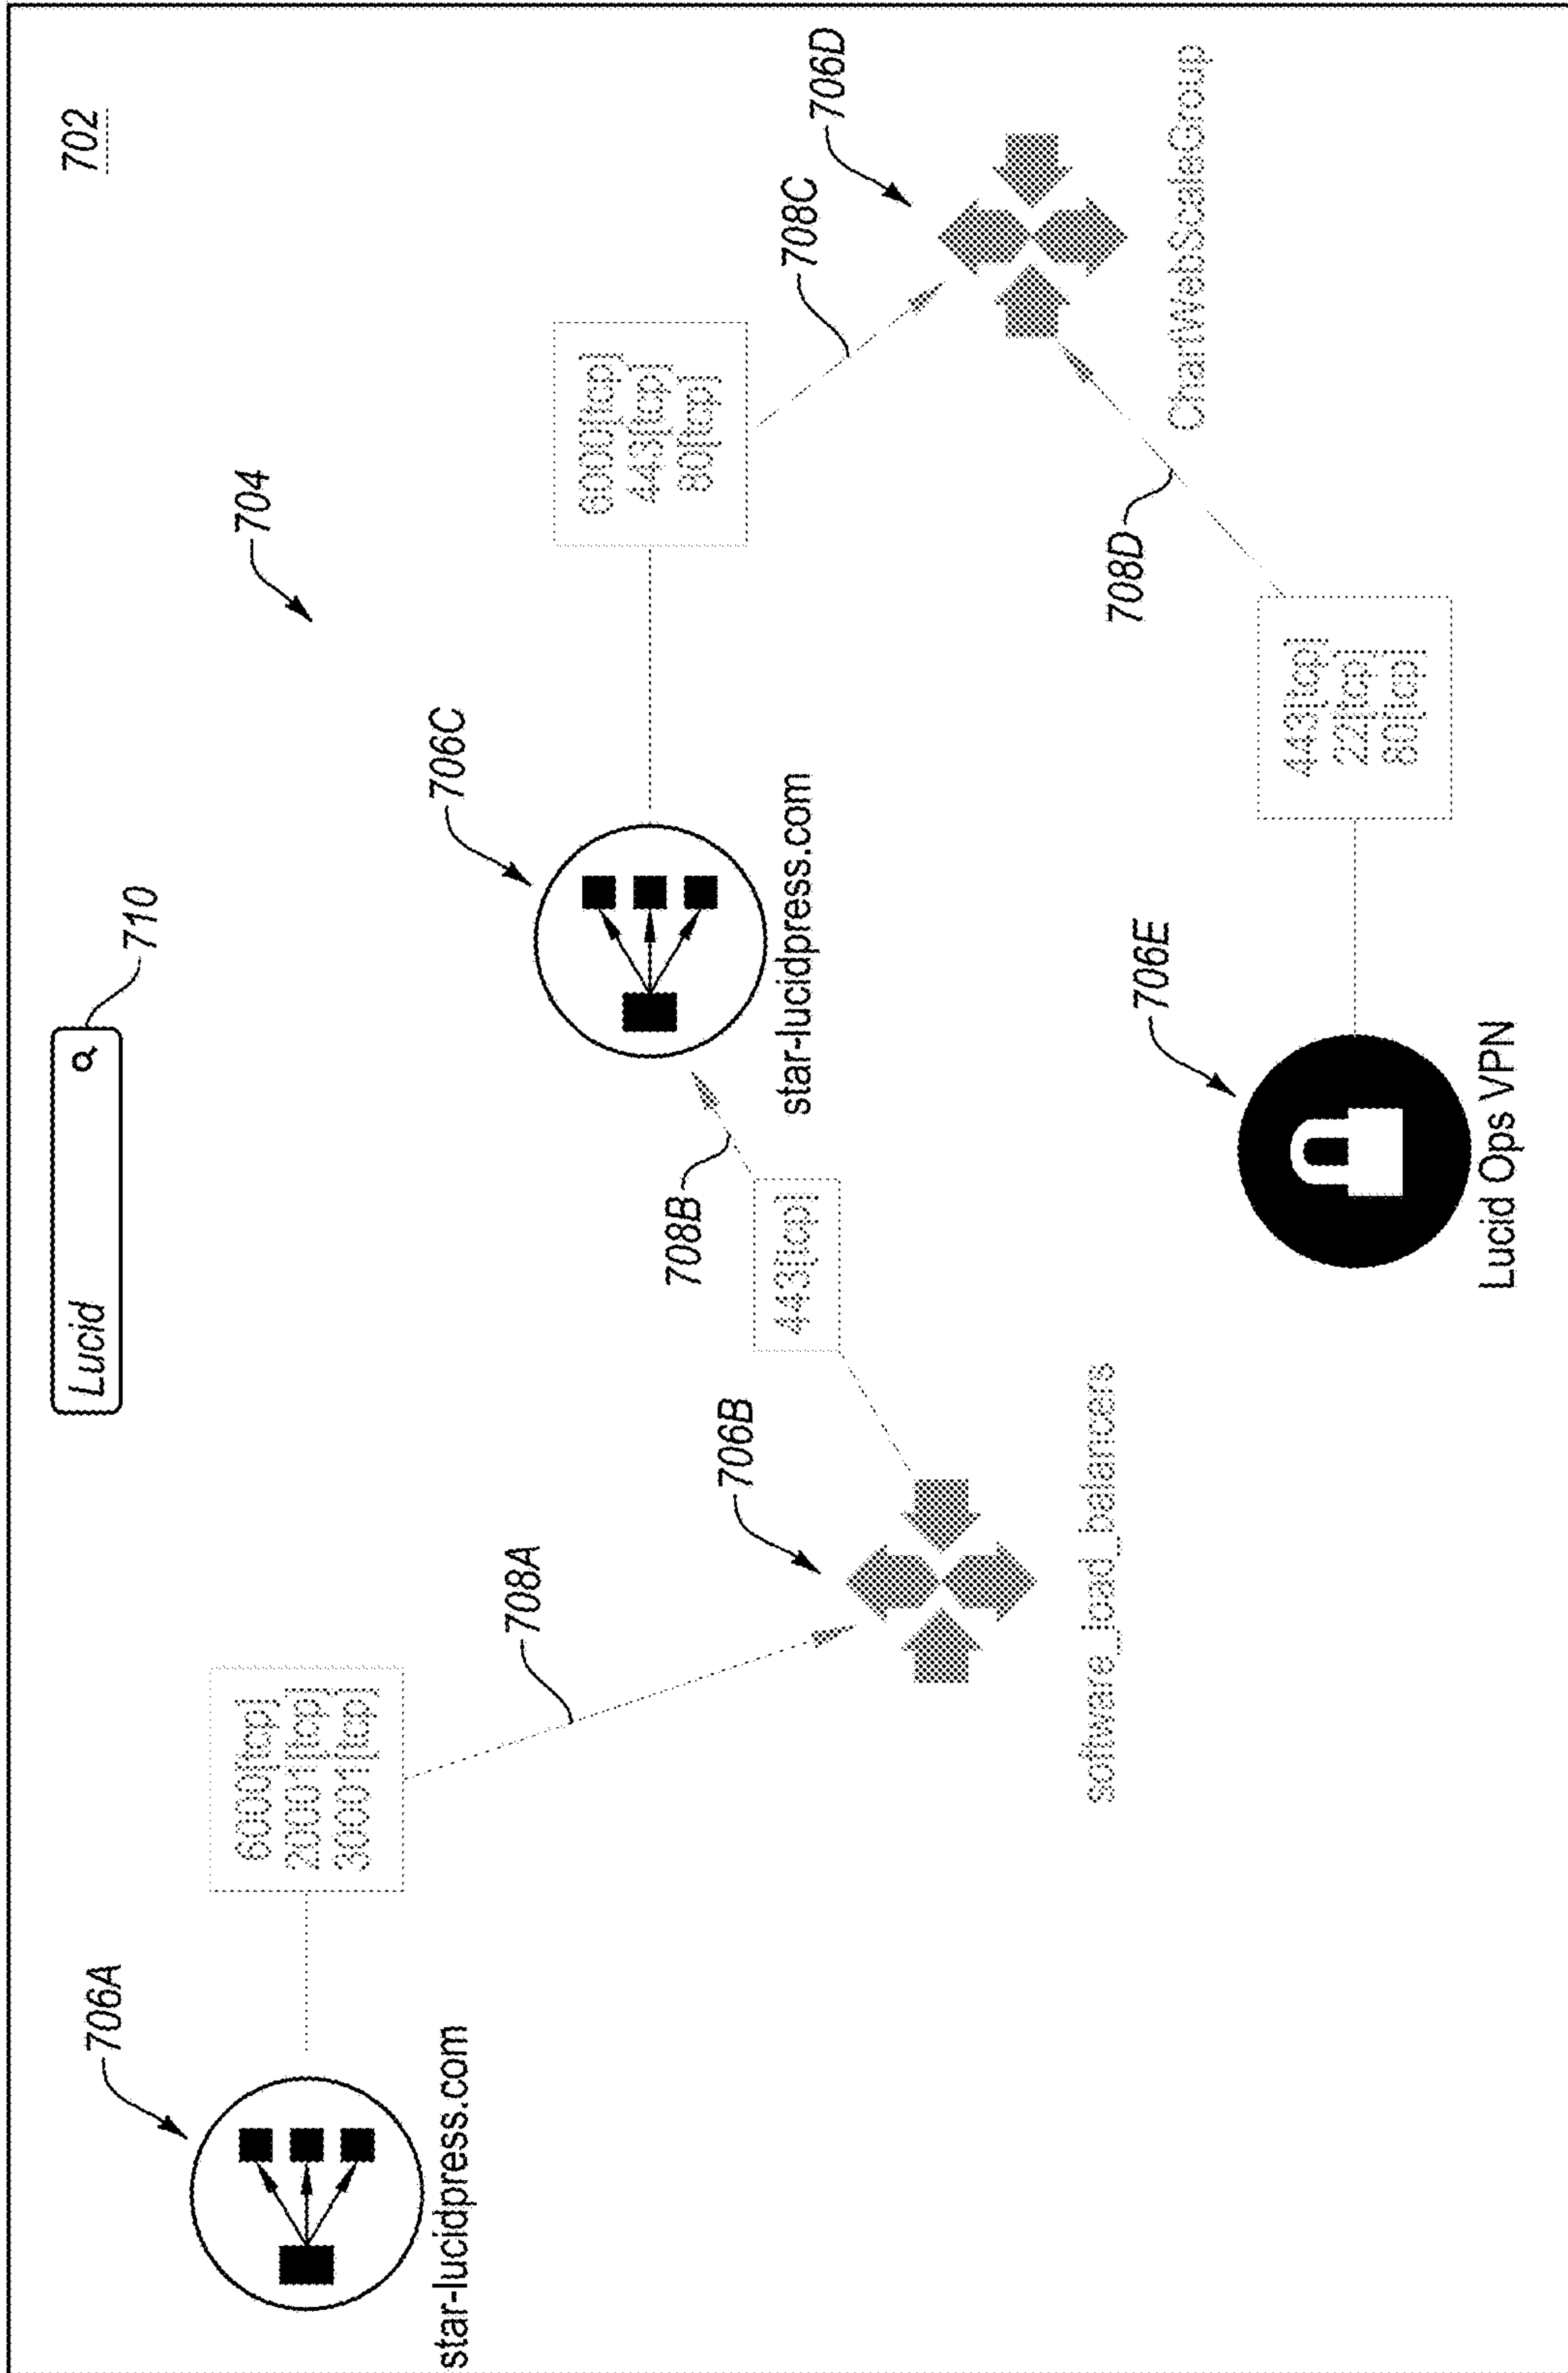 702
Lucid
710
704
706A
6000[tcp]
20001[tcp]
30001[tcp]
star-lucidpress.com
708A
706B
software_load_balancers
443[tcp]
708B
706C
star-lucidpress.com
6000[tcp]
443[tcp]
80[tcp]
708C
706D
ChartWebScaleGroup
708D
706E
443[tcp]
22[tcp]
80[tcp]
Lucid Ops VPN